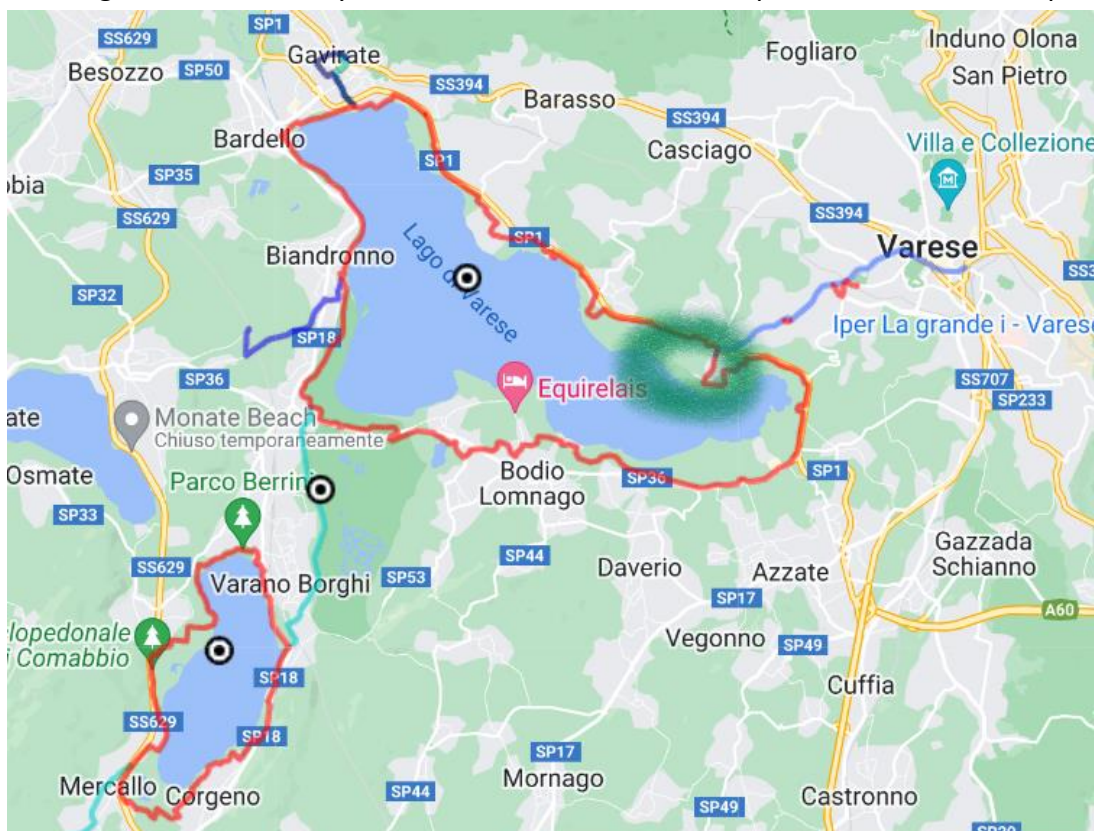 SS629
SP1
Gavirate
Fogliaro
Induno Olona
San Pietro
Besozzo
SP50
SS394
Barasso
SS394
Bardello
SP1
Casciago
Villa e Collezione
bia
SP35
SS629
SS394
Varese
Biandronno
SP1
Lago di Varese
SP32
SP18
Iper La grande i - Varese
SP36
Equirelais
SS707
SP233
ate
Monate Beach
Chiuso temporaneamente
Osmate
Parco Berrini
Bodio
Lomnago
SP36
SP1
SP33
SP44
Gazzada
Schianno
SS629
Varano Borghi
SP53
Daverio
Azzate
SP17
A60
clopedonale
i Comabbio
Vegonno
SP49
SP18
Cuffia
SS629
SP18
SP17
Mercallo
Corgeno
SP44
Mornago
SP49
Castronno